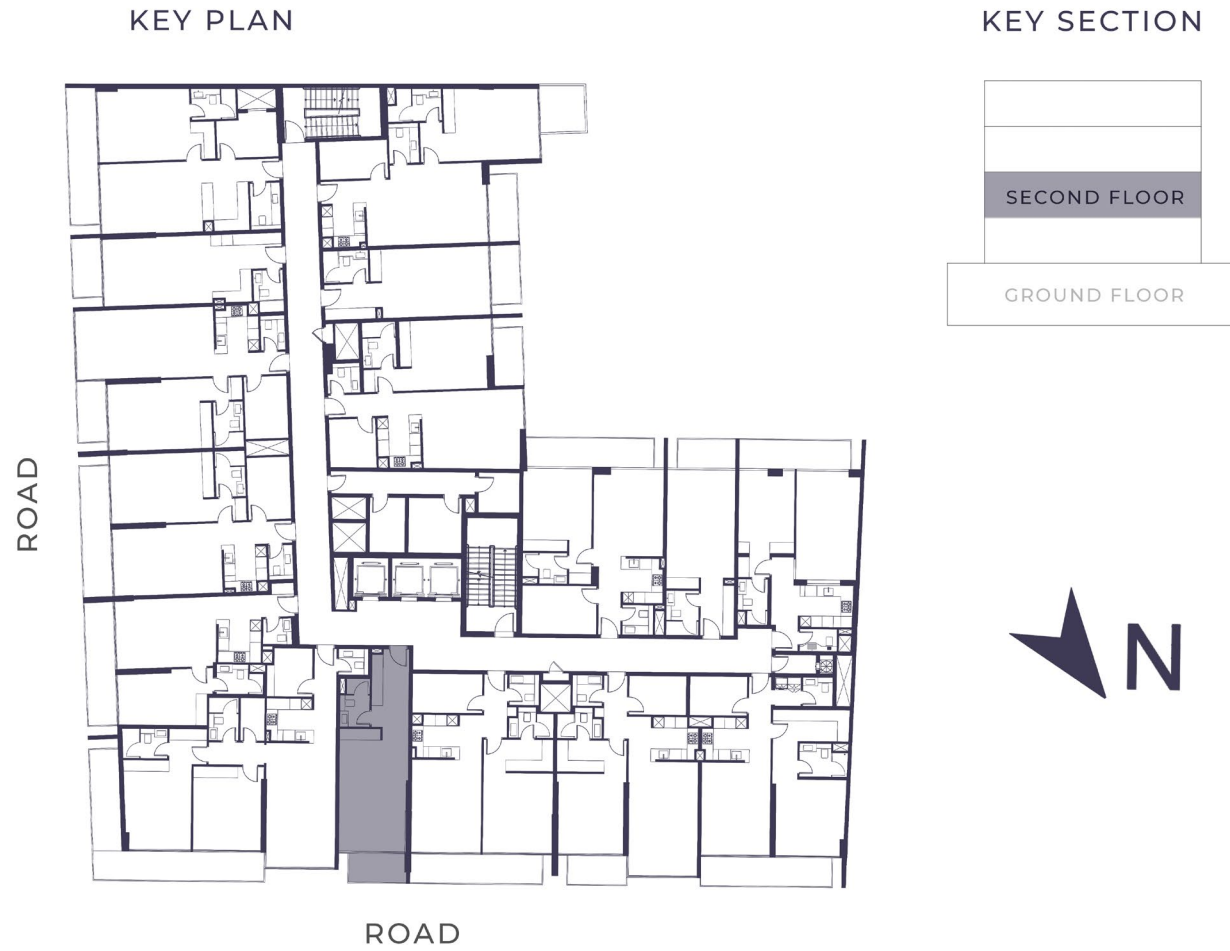 KEY PLAN
KEY SECTION
SECOND FLOOR
GROUND FLOOR
ROAD
N
ROAD